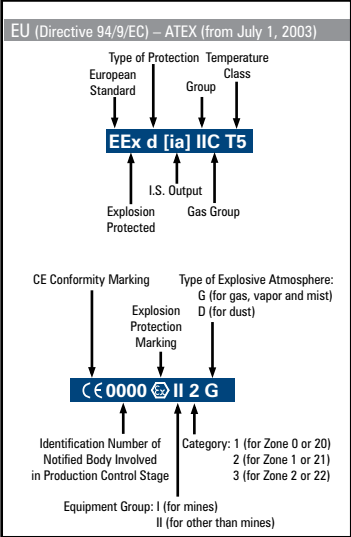 EU (Directive 94/9/EC) – ATEX (from July 1, 2003)
Type of Protection
Temperature
Class
European
Standard
Group
EEx d [ia] IIC T5
I.S. Output
Explosion
Protected
Gas Group
CE Conformity Marking
Type of Explosive Atmosphere:
G (for gas, vapor and mist)
D (for dust)
Explosion
Protection
Marking
CE 0000 Ex II 2 G
Identification Number of
Notified Body Involved
in Production Control Stage
Category: 1 (for Zone 0 or 20)
2 (for Zone 1 or 21)
3 (for Zone 2 or 22)
Equipment Group: I (for mines)
II (for other than mines)